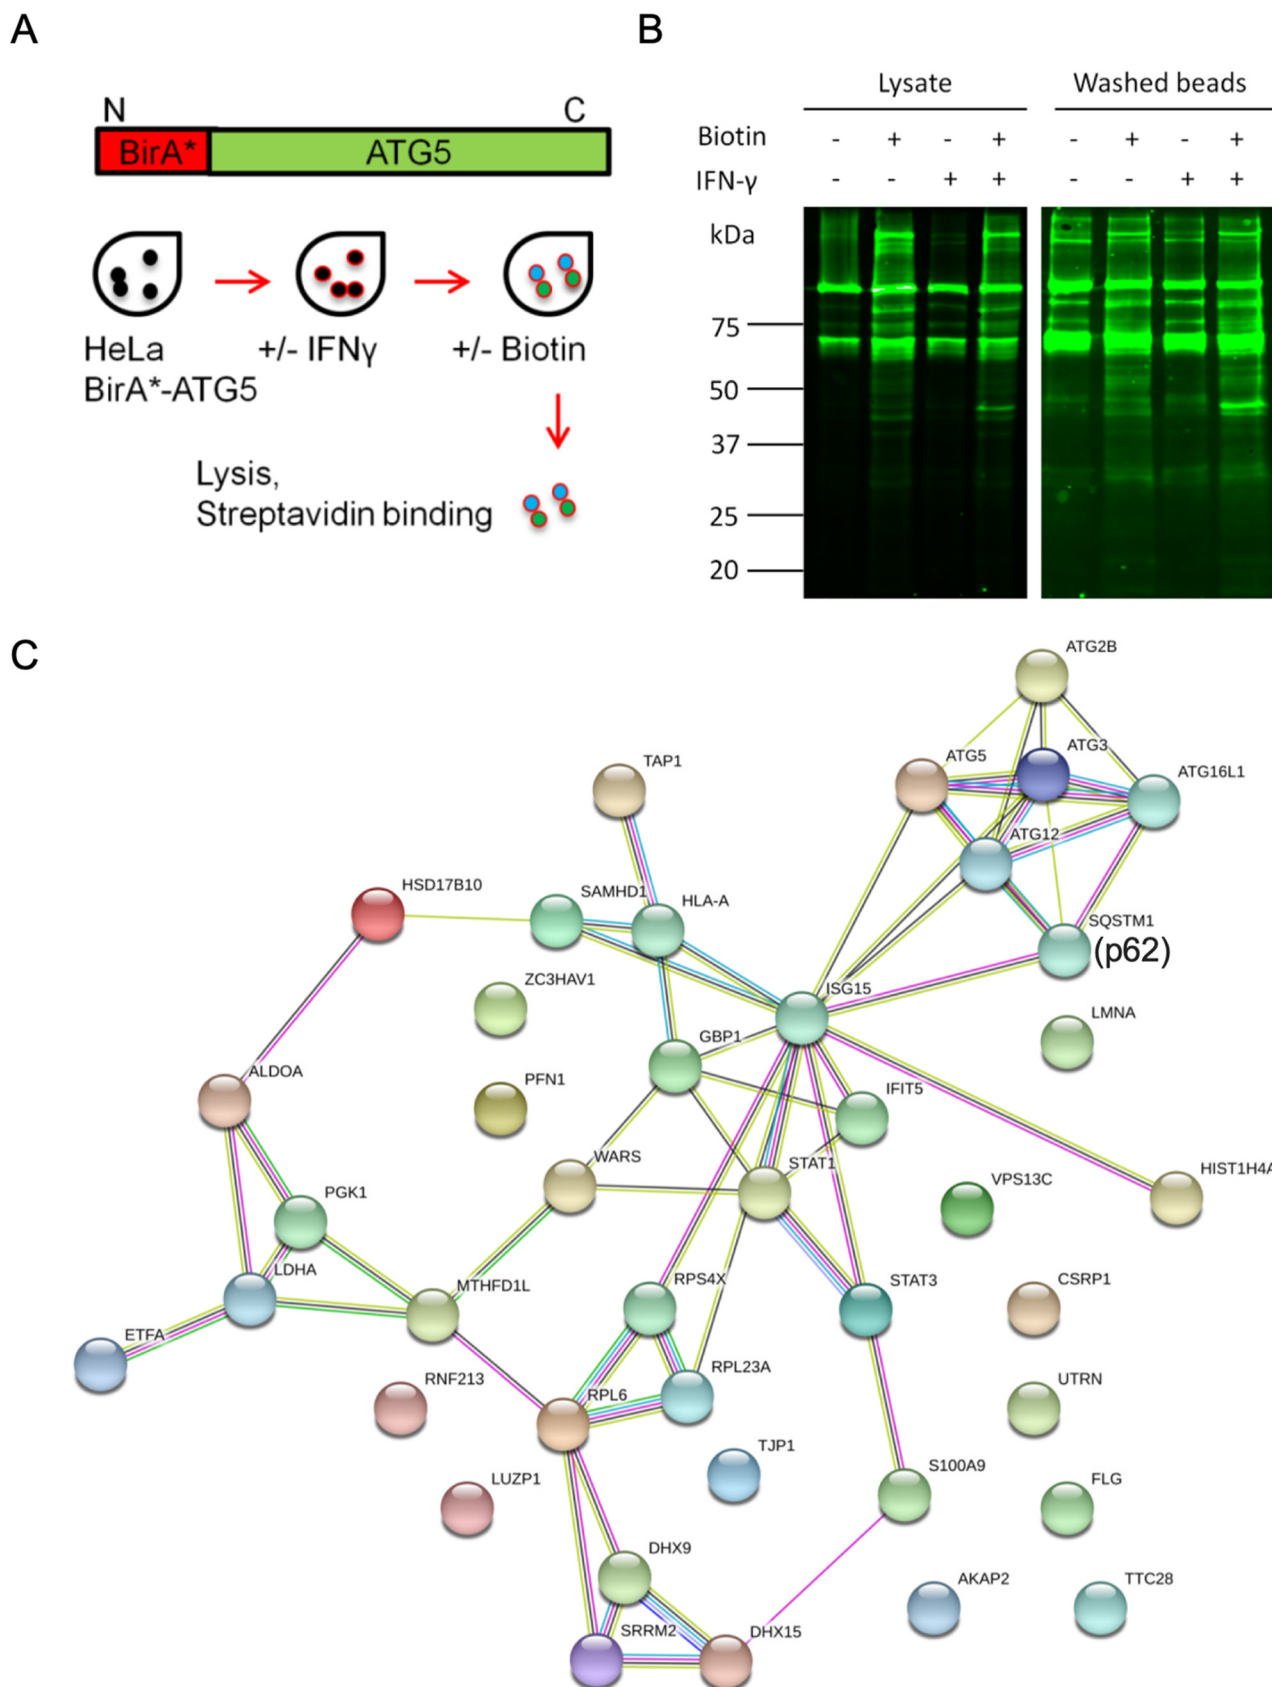 A
N
C
BirA*
ATG5
HeLa
BirA*-ATG5
+/- IFNγ
+/- Biotin
Lysis,
Streptavidin binding
B
Lysate
Washed beads
Biotin - + - + - + - +
IFN-γ - - + + - - + +
kDa
75
50
37
25
20
C
ATG2B
ATG5
ATG3
ATG16L1
TAP1
ATG12
HSD17B10
SAMHD1
HLA-A
SQSTM1
(p62)
ZC3HAV1
ISG15
LMNA
GBP1
ALDOA
PFN1
IFIT5
WARS
STAT1
VPS13C
HIST1H4A
PGK1
LDHA
MTHFD1L
RPS4X
STAT3
CSRP1
ETFA
RNF213
RPL6
RPL23A
UTRN
LUZP1
TJP1
S100A9
FLG
DHX9
AKAP2
TTC28
SRRM2
DHX15